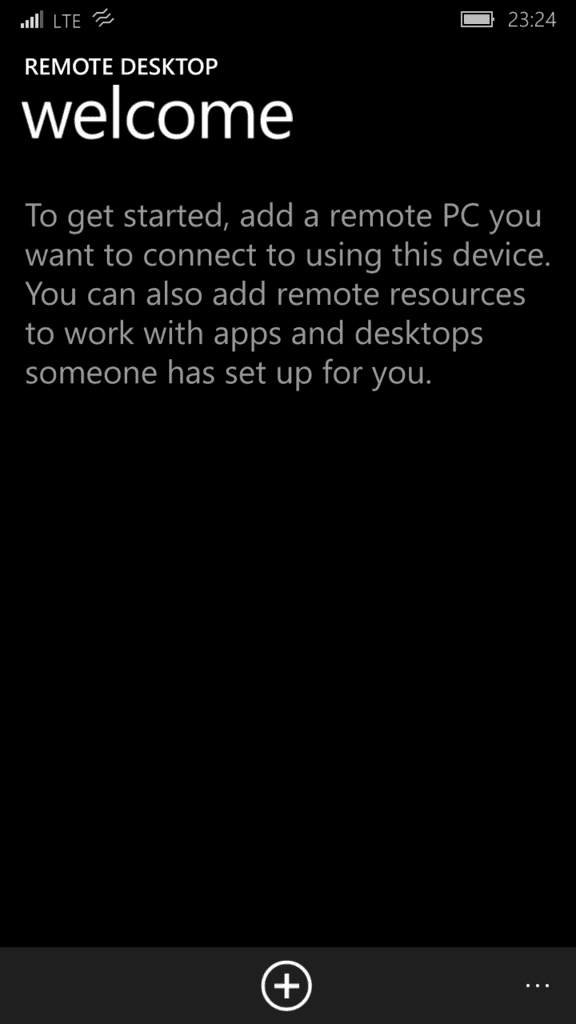 LTE 23:24
REMOTE DESKTOP
welcome
To get started, add a remote PC you
want to connect to using this device.
You can also add remote resources
to work with apps and desktops
someone has set up for you.